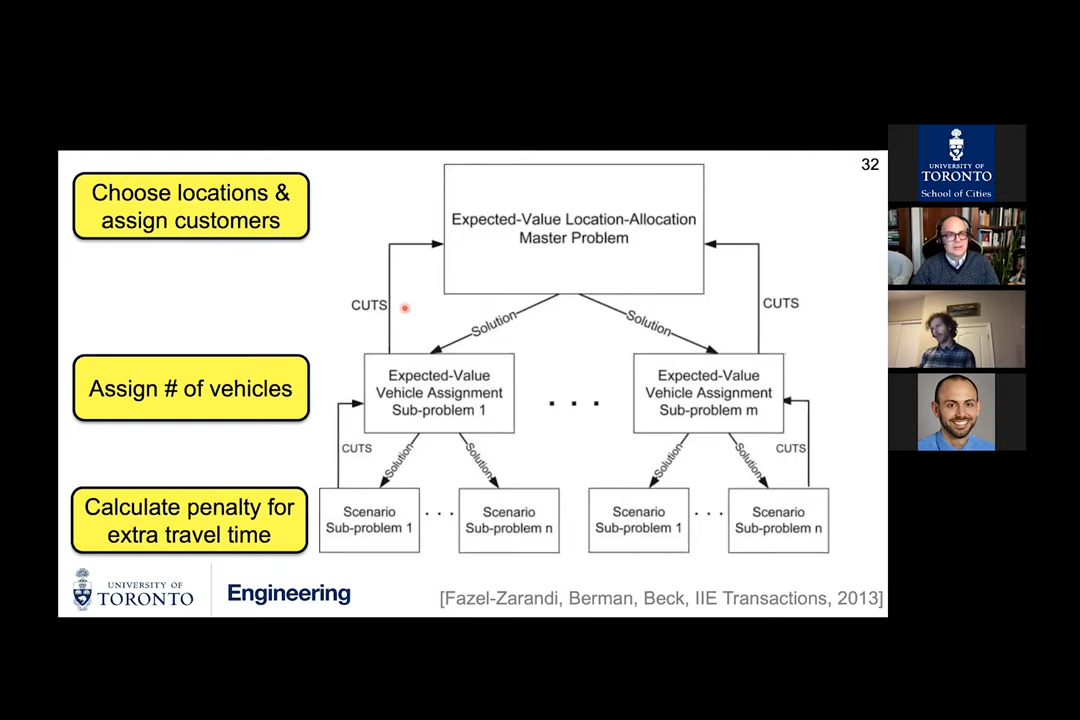 32
UNIVERSITY OF
TORONTO
School of Cities
Choose locations &
assign customers
Expected-Value Location-Allocation
Master Problem
CUTS
CUTS
Solution
Solution
Assign # of vehicles
Expected-Value
Vehicle Assignment
Sub-problem 1
. . .
Expected-Value
Vehicle Assignment
Sub-problem m
CUTS
Solution
Solution
Solution
Solution
CUTS
Calculate penalty for
extra travel time
Scenario
Sub-problem 1
. . .
Scenario
Sub-problem n
Scenario
Sub-problem 1
. . .
Scenario
Sub-problem n
UNIVERSITY OF
TORONTO
Engineering
[Fazel-Zarandi, Berman, Beck, IIE Transactions, 2013]